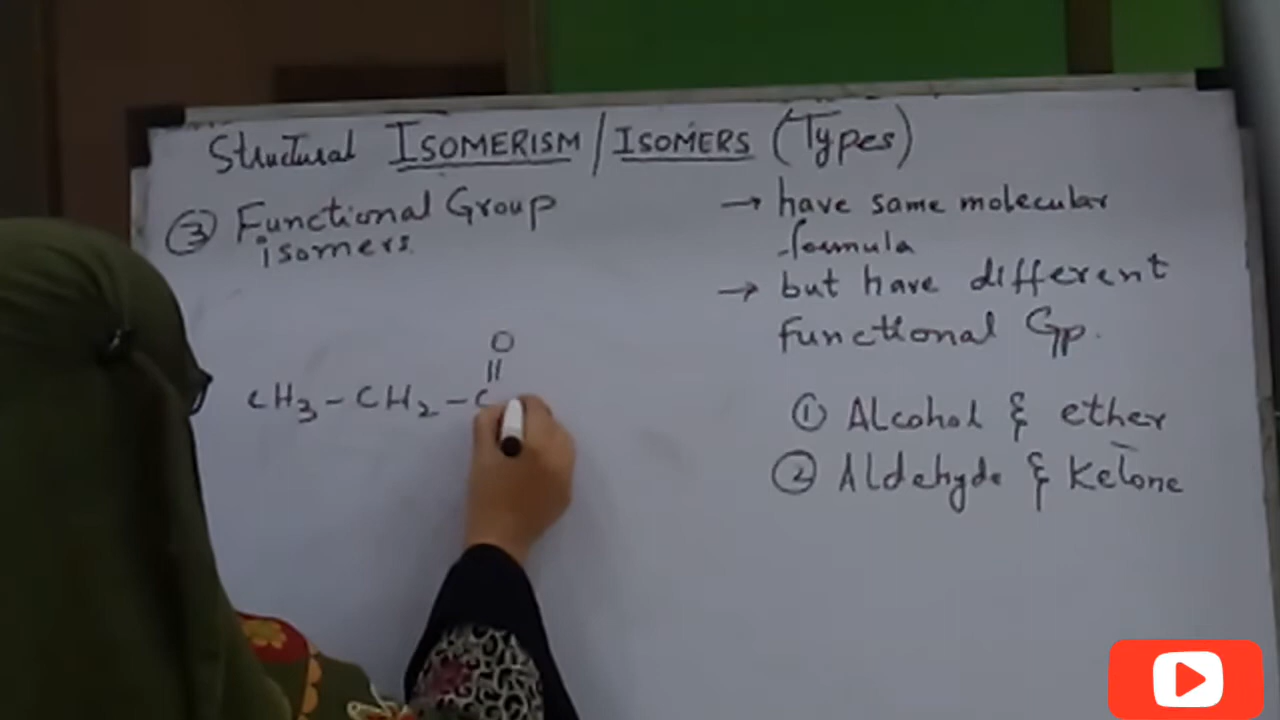 Structural ISOMERISM/ISOMERS (Types)
③ Functional Group
isomers.
→ have same molecular
formula
→ but have different
functional Gp.
O
||
CH3-CH2-C
① Alcohol & ether
② Aldehyde & Ketone